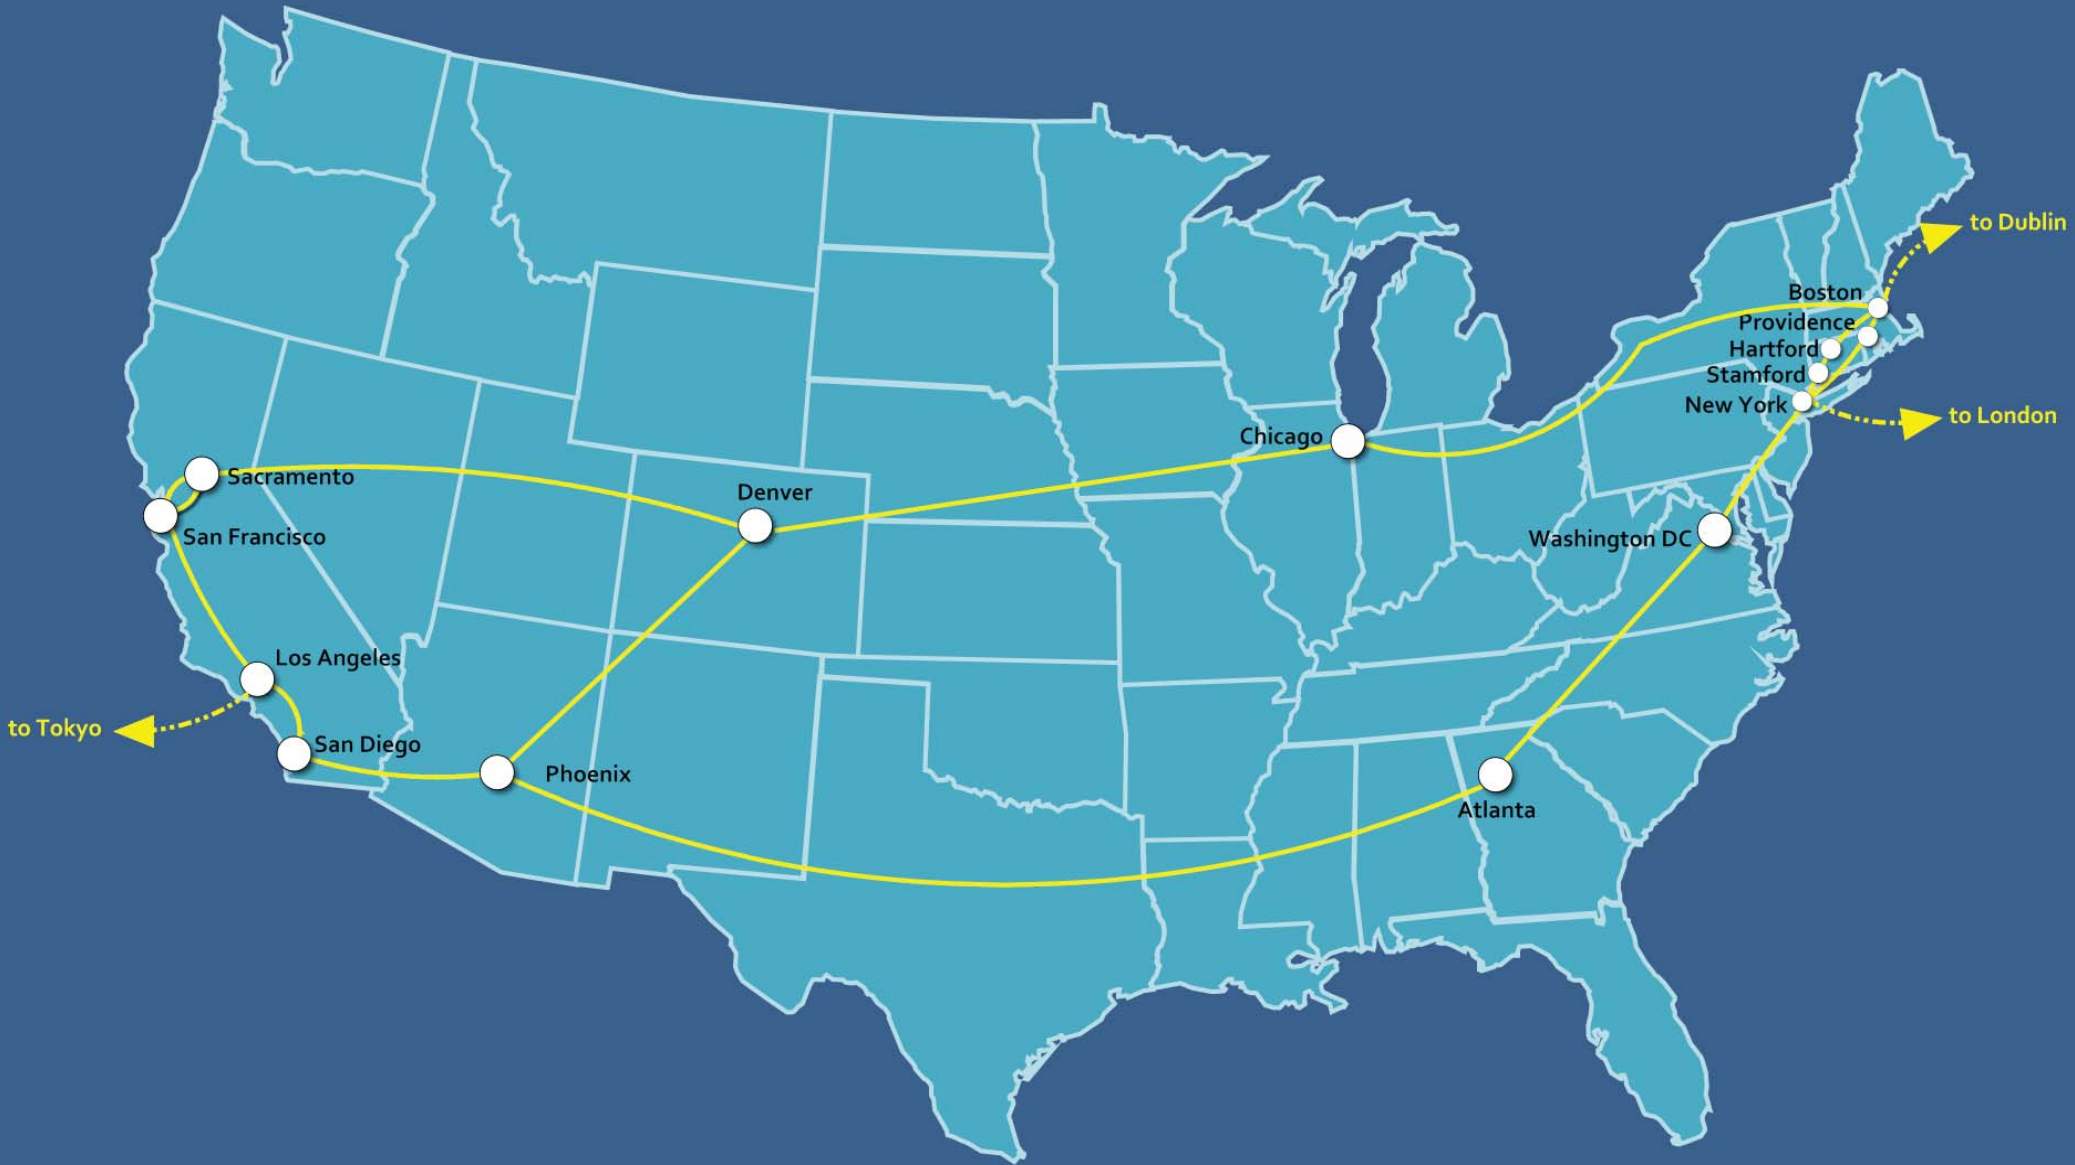 to Dublin
Boston
Providence
Hartford
Stamford
New York
to London
Chicago
Sacramento
Denver
San Francisco
Washington DC
Los Angeles
to Tokyo
San Diego
Phoenix
Atlanta